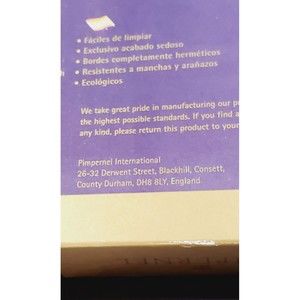 • Fáciles de limpiar
• Exclusivo acabado sedoso
• Bordes completamente herméticos
• Resistentes a manchas y arañazos
• Ecológicos
We take great pride in manufacturing our
the highest possible standards. If you find a
any kind, please return this product to your
Pimpernel International
26-32 Derwent Street, Blackhill, Consett,
County Durham, DH8 8LY, England